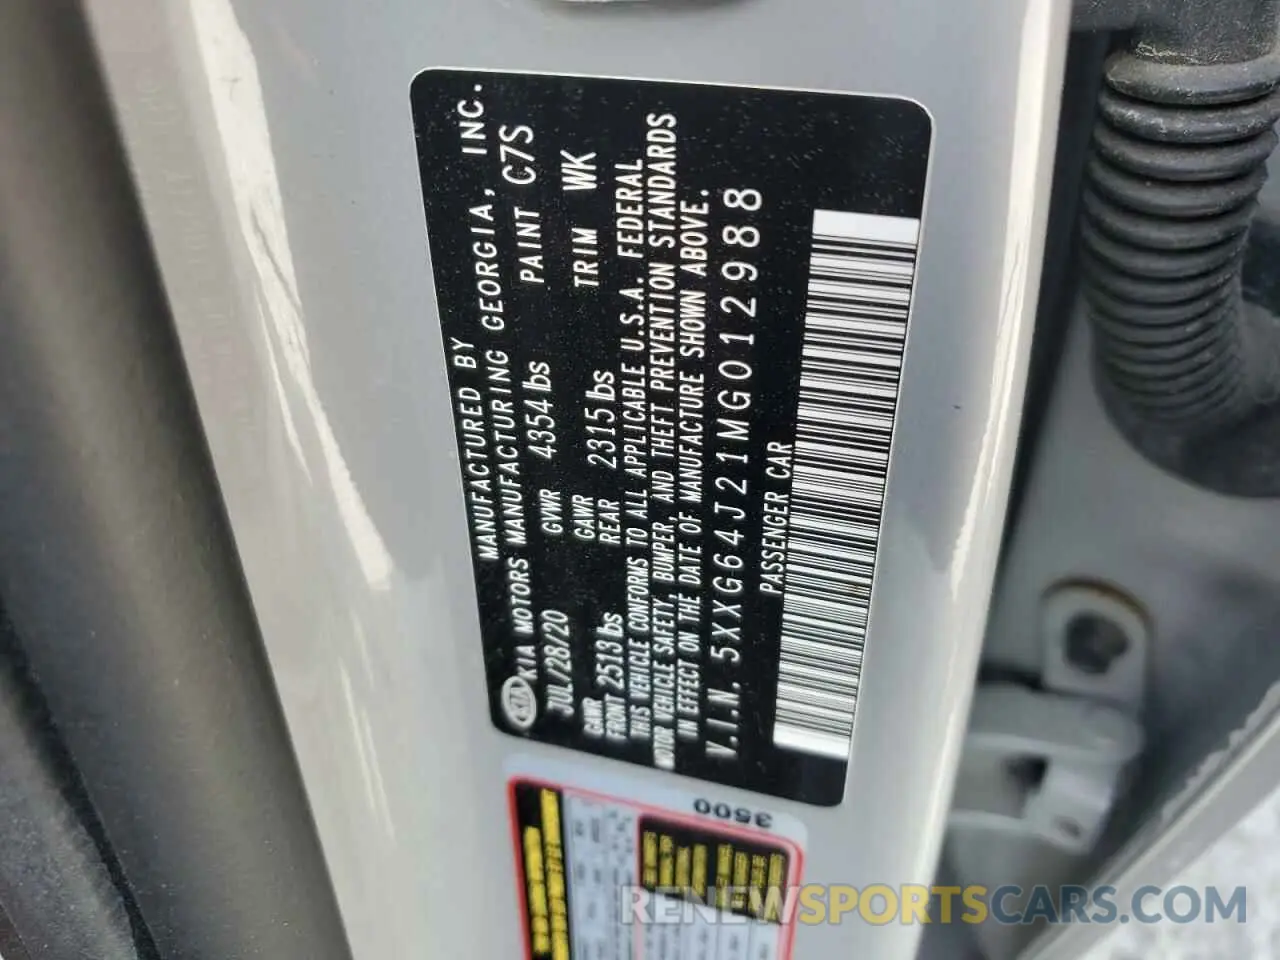 MANUFACTURED BY
KIA KIA MOTORS MANUFACTURING GEORGIA, INC.
JUL/28/20 GVWR 4354 lbs PAINT C7S
GAWR FRONT 2513 lbs GAWR REAR 2315 lbs TRIM WK
THIS VEHICLE CONFORMS TO ALL APPLICABLE U.S.A. FEDERAL
MOTOR VEHICLE SAFETY, BUMPER, AND THEFT PREVENTION STANDARDS
IN EFFECT ON THE DATE OF MANUFACTURE SHOWN ABOVE.
V.I.N. 5XXG64J21MG012988
PASSENGER CAR
3500
RENEWSPORTSCARS.COM